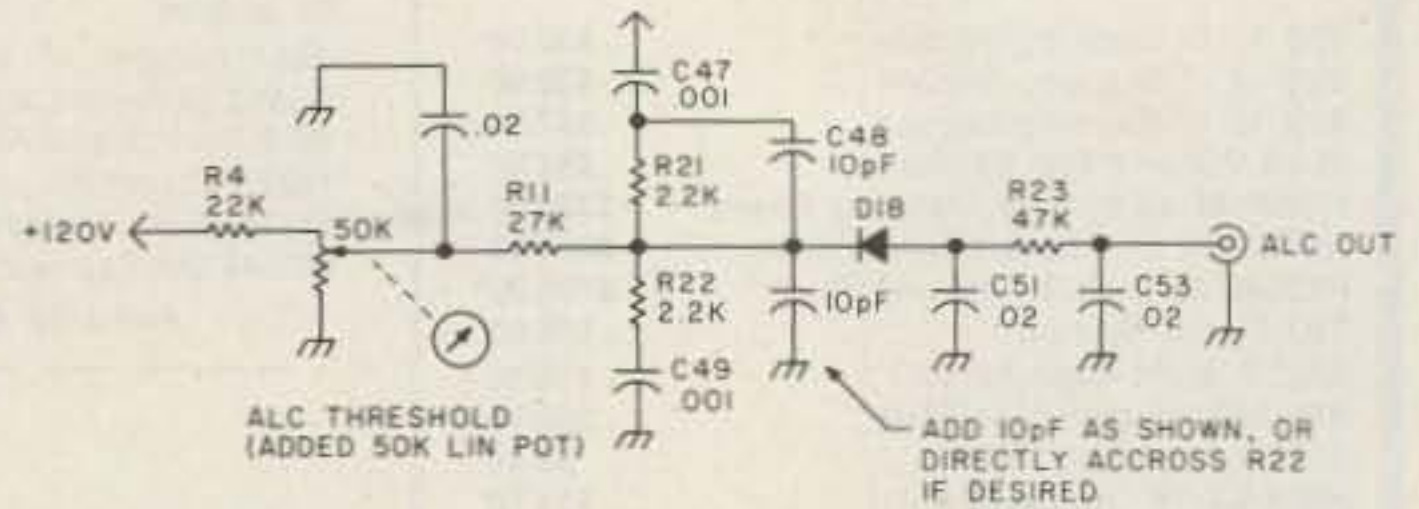 C47
.001
.02
C48
10pF
R4
22K
R11
27K
R21
2.2K
D18
R23
47K
+120V
50K
ALC OUT
R22
2.2K
10pF
C51
02
C53
02
C49
.001
ALC THRESHOLD
(ADDED 50K LIN POT)
ADD 10pF AS SHOWN, OR
DIRECTLY ACCROSS R22
IF DESIRED